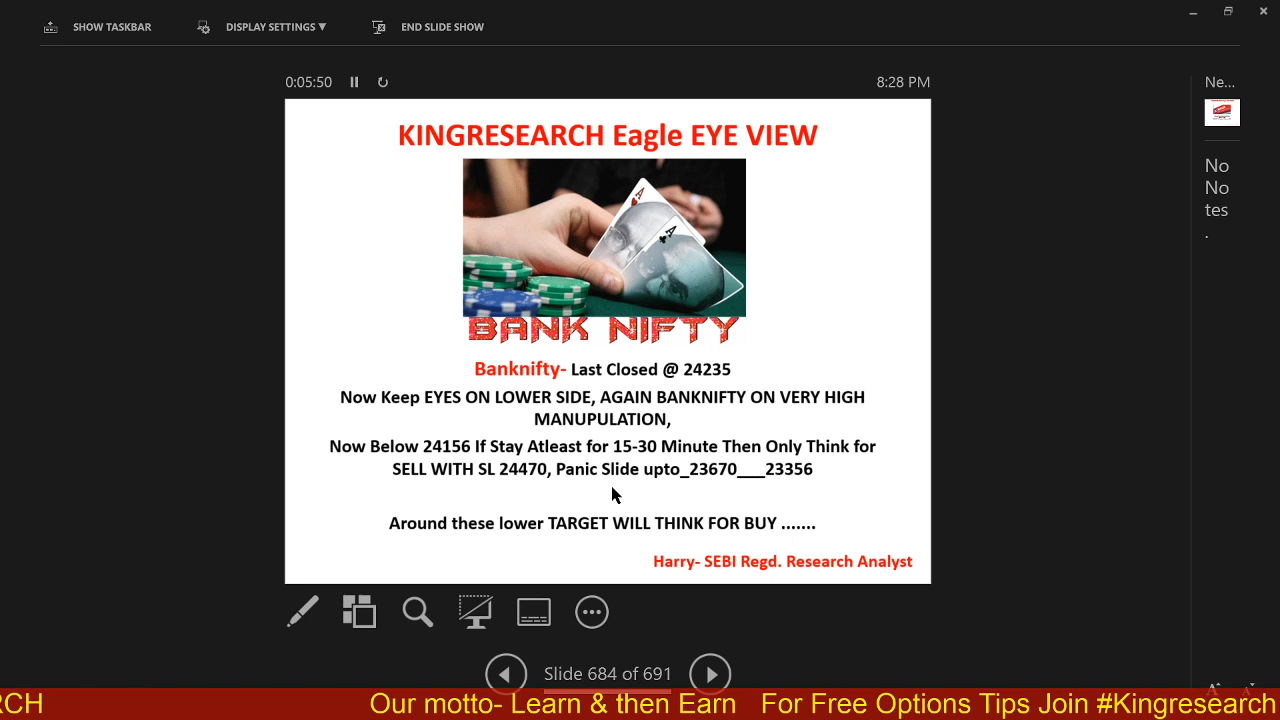 SHOW TASKBAR DISPLAY SETTINGS ▼ END SLIDE SHOW
0:05:50 8:28 PM
Ne...
KINGRESEARCH Eagle EYE VIEW
A
A
BANK NIFTY
Banknifty- Last Closed @ 24235
Now Keep EYES ON LOWER SIDE, AGAIN BANKNIFTY ON VERY HIGH
MANUPULATION,
Now Below 24156 If Stay Atleast for 15-30 Minute Then Only Think for
SELL WITH SL 24470, Panic Slide upto_23670___23356
Around these lower TARGET WILL THINK FOR BUY .......
Harry- SEBI Regd. Research Analyst
No
No
tes
.
Slide 684 of 691
RCH Our motto- Learn & then Earn For Free Options Tips Join #Kingresearch